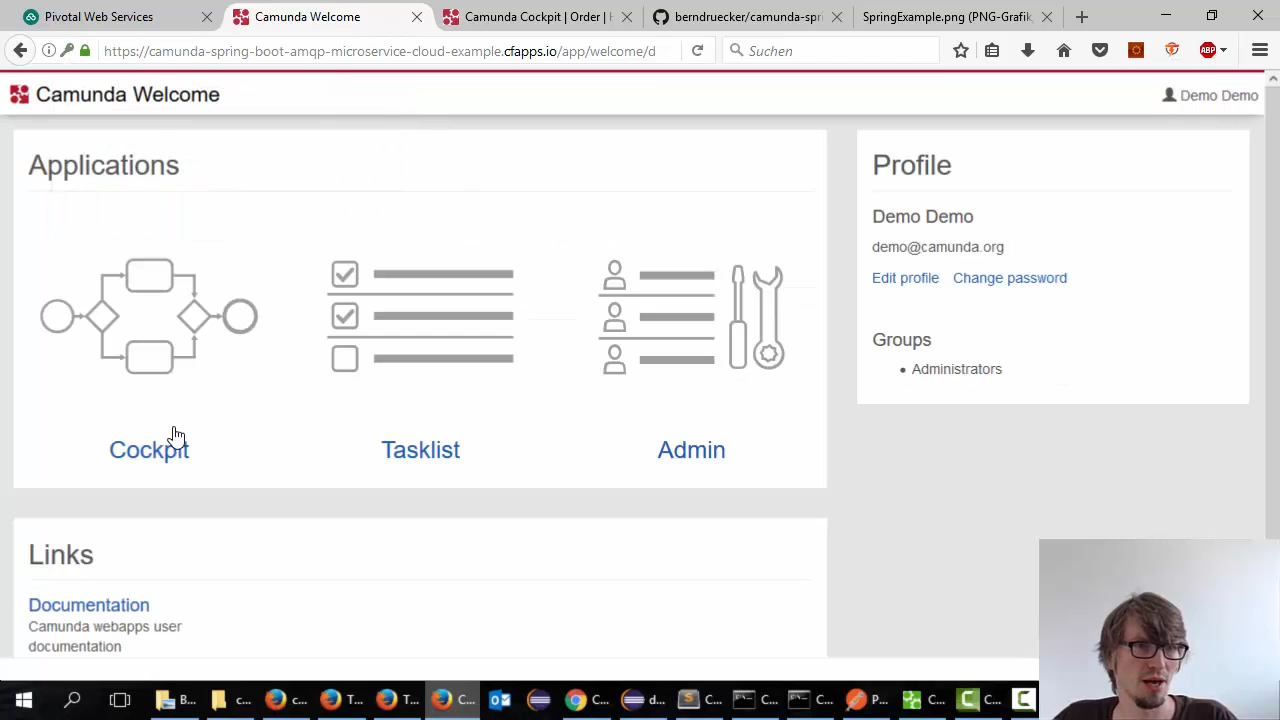 Pivotal Web Services
Camunda Welcome
Camunda Cockpit | Order |
berndruecker/camunda-spr
SpringExample.png (PNG-Grafik
https://camunda-spring-boot-amqp-microservice-cloud-example.cfapps.io/app/welcome/d
Suchen
ABP
Camunda Welcome
Demo Demo
Applications
Cockpit
Tasklist
Admin
Profile
Demo Demo
demo@camunda.org
Edit profile Change password
Groups
Administrators
Links
Documentation
Camunda webapps user
documentation
B... c... c... T... T... C... C... d... C... C... C... P... C... C...